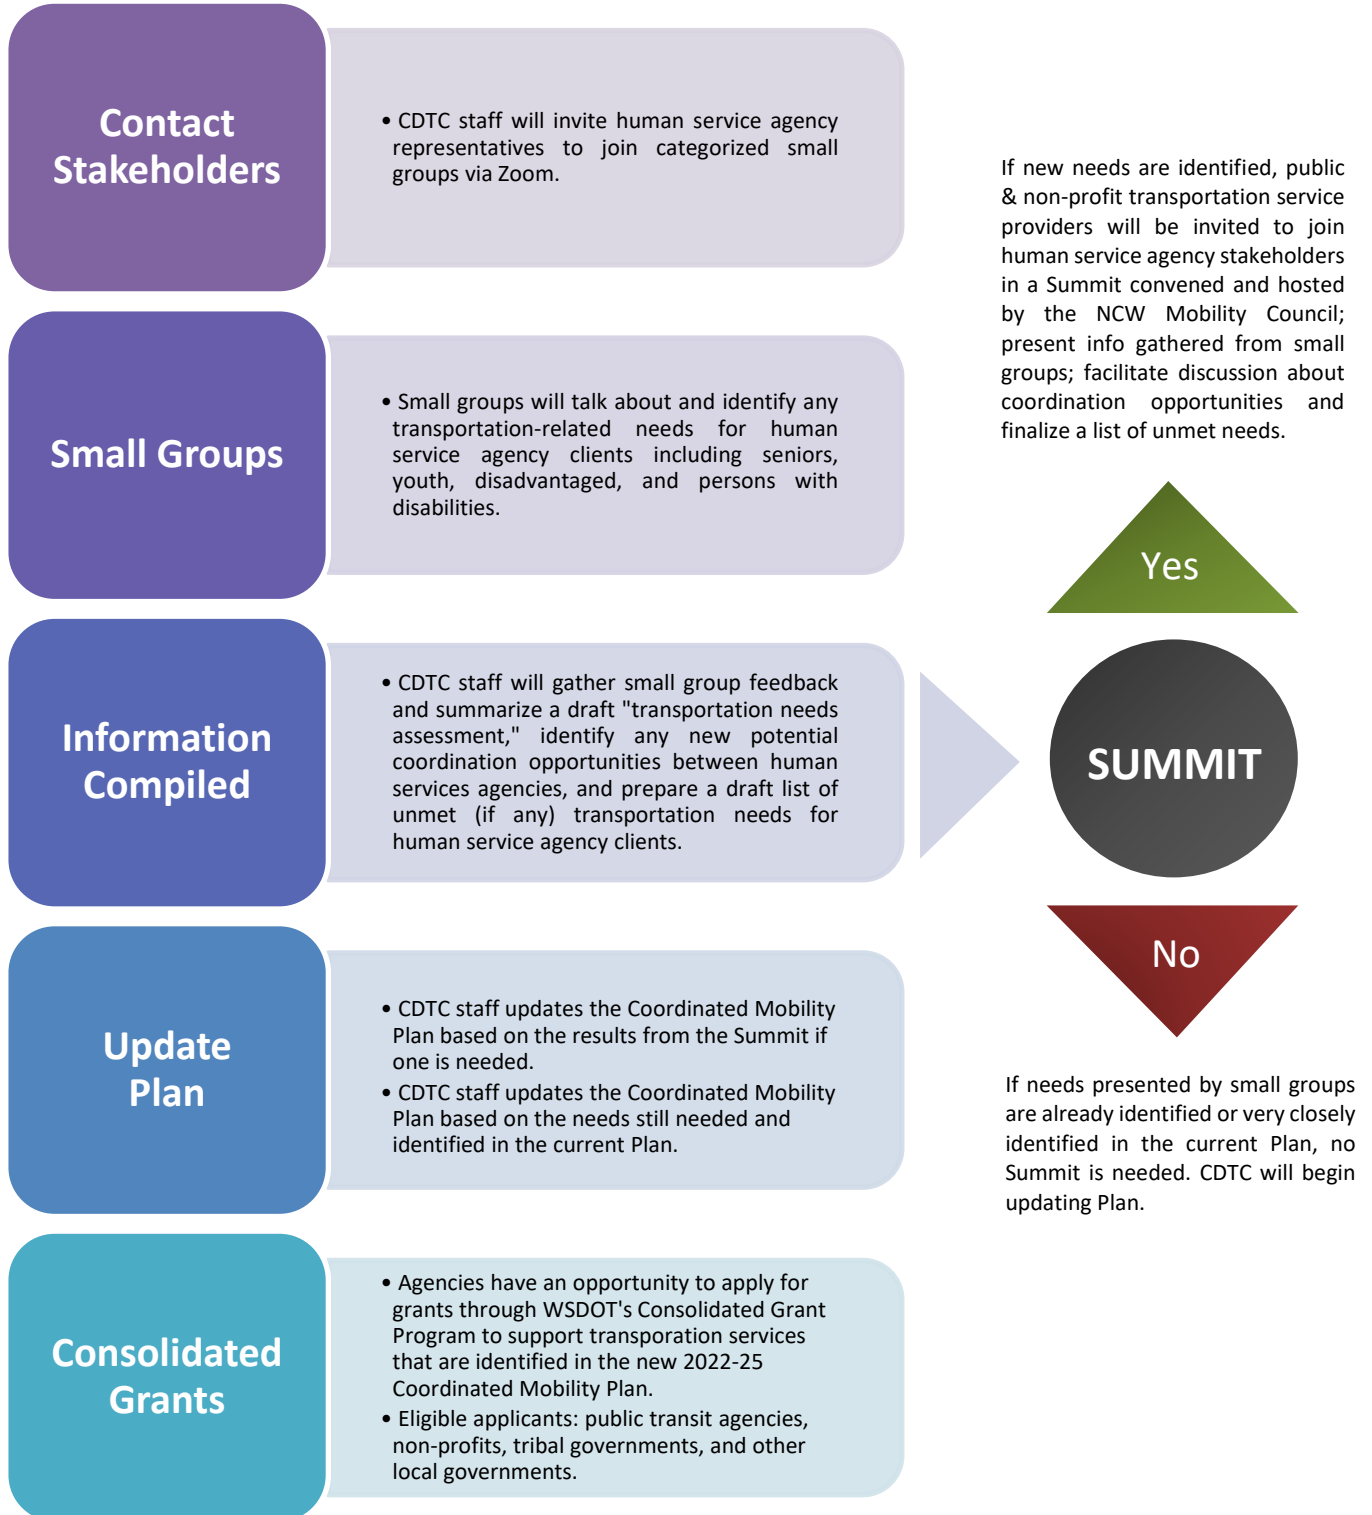 Contact
Stakeholders
• CDTC staff will invite human service agency
representatives to join categorized small
groups via Zoom.
Small Groups
• Small groups will talk about and identify any
transportation-related needs for human
service agency clients including seniors,
youth, disadvantaged, and persons with
disabilities.
Information
Compiled
• CDTC staff will gather small group feedback
and summarize a draft "transportation needs
assessment," identify any new potential
coordination opportunities between human
services agencies, and prepare a draft list of
unmet (if any) transportation needs for
human service agency clients.
If new needs are identified, public
& non-profit transportation service
providers will be invited to join
human service agency stakeholders
in a Summit convened and hosted
by the NCW Mobility Council;
present info gathered from small
groups; facilitate discussion about
coordination opportunities and
finalize a list of unmet needs.
Yes
SUMMIT
No
If needs presented by small groups
are already identified or very closely
identified in the current Plan, no
Summit is needed. CDTC will begin
updating Plan.
Update
Plan
• CDTC staff updates the Coordinated Mobility
Plan based on the results from the Summit if
one is needed.
• CDTC staff updates the Coordinated Mobility
Plan based on the needs still needed and
identified in the current Plan.
Consolidated
Grants
• Agencies have an opportunity to apply for
grants through WSDOT's Consolidated Grant
Program to support transporation services
that are identified in the new 2022-25
Coordinated Mobility Plan.
• Eligible applicants: public transit agencies,
non-profits, tribal governments, and other
local governments.